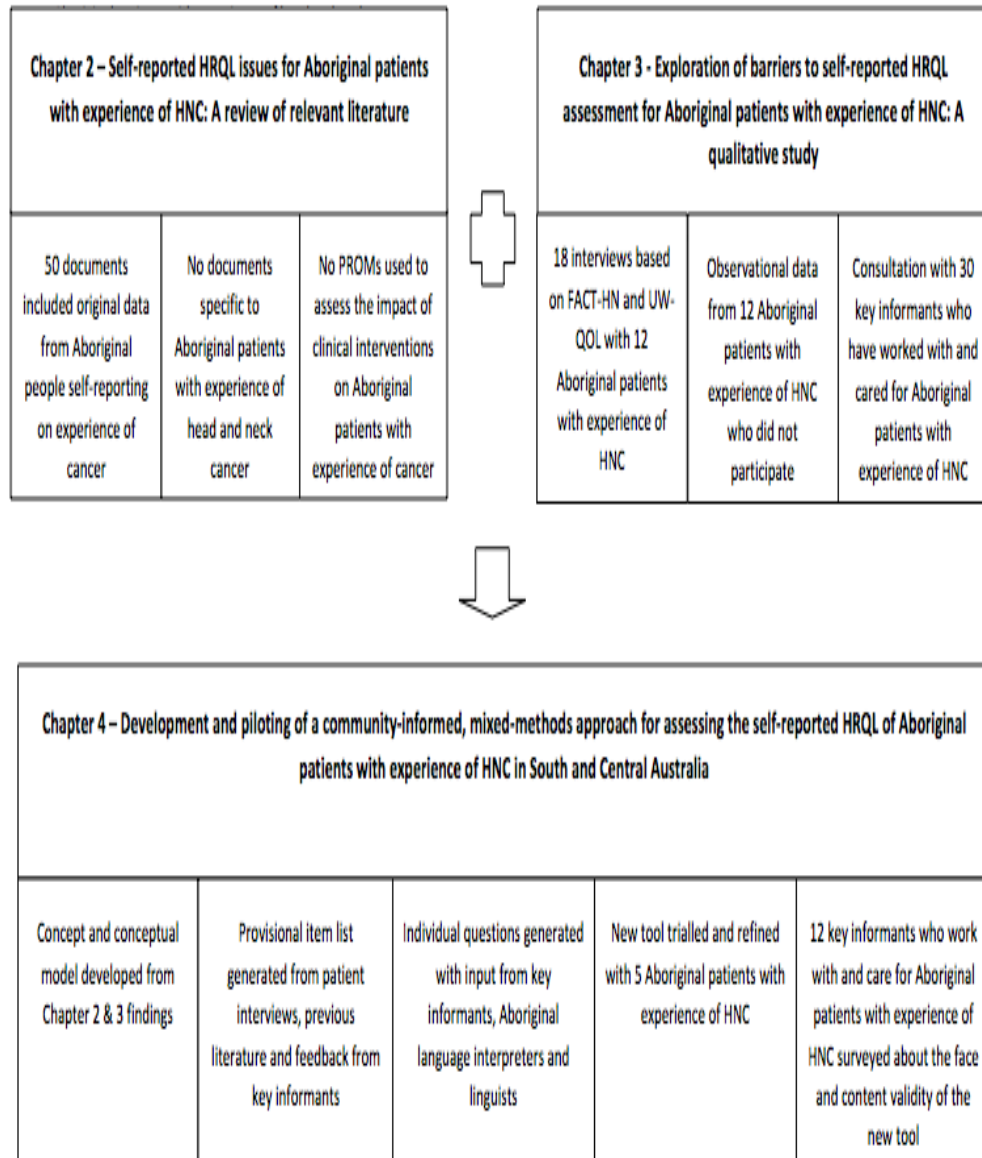 Chapter 2 – Self-reported HRQL issues for Aboriginal patients
with experience of HNC: A review of relevant literature
50 documents
included original data
from Aboriginal
people self-reporting
on experience of
cancer
No documents
specific to
Aboriginal patients
with experience of
head and neck
cancer
No PROMs used to
assess the impact of
clinical interventions
on Aboriginal
patients with
experience of cancer
Chapter 3 - Exploration of barriers to self-reported HRQL
assessment for Aboriginal patients with experience of HNC: A
qualitative study
18 interviews based
on FACT-HN and UW-
QOL with 12
Aboriginal patients
with experience of
HNC
Observational data
from 12 Aboriginal
patients with
experience of HNC
who did not
participate
Consultation with 30
key informants who
have worked with and
cared for Aboriginal
patients with
experience of HNC
Chapter 4 – Development and piloting of a community-informed, mixed-methods approach for assessing the self-reported HRQL of Aboriginal
patients with experience of HNC in South and Central Australia
Concept and conceptual
model developed from
Chapter 2 & 3 findings
Provisional item list
generated from patient
interviews, previous
literature and feedback from
key informants
Individual questions generated
with input from key
informants, Aboriginal
language interpreters and
linguists
New tool trialled and refined
with 5 Aboriginal patients with
experience of HNC
12 key informants who work
with and care for Aboriginal
patients with experience of
HNC surveyed about the face
and content validity of the
new tool